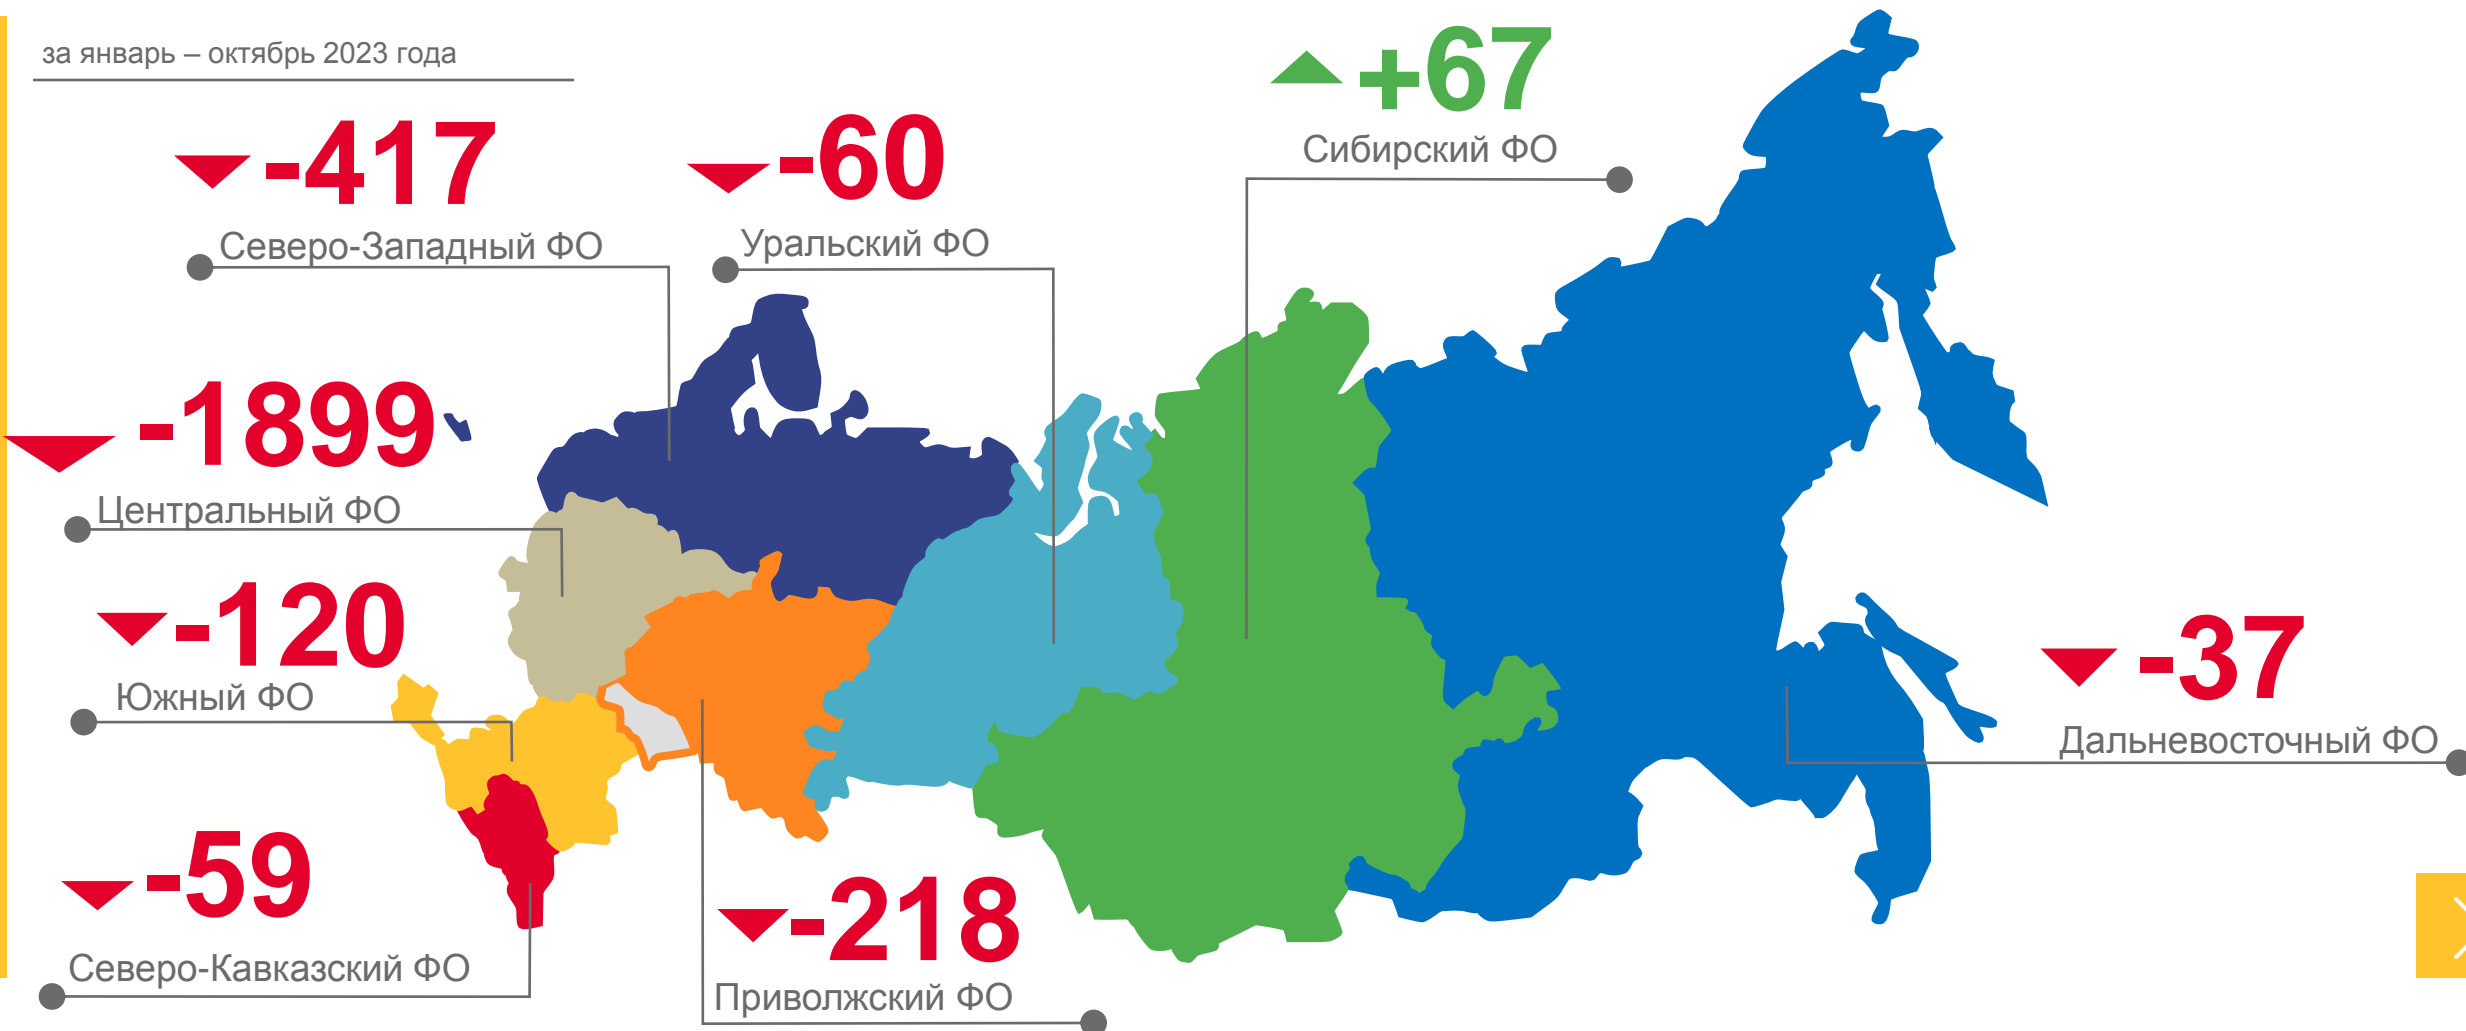 за январь – октябрь 2023 года
-417
Северо-Западный ФО
-60
Уральский ФО
+67
Сибирский ФО
-1899
Центральный ФО
-120
Южный ФО
-37
Дальневосточный ФО
-59
Северо-Кавказский ФО
-218
Приволжский ФО